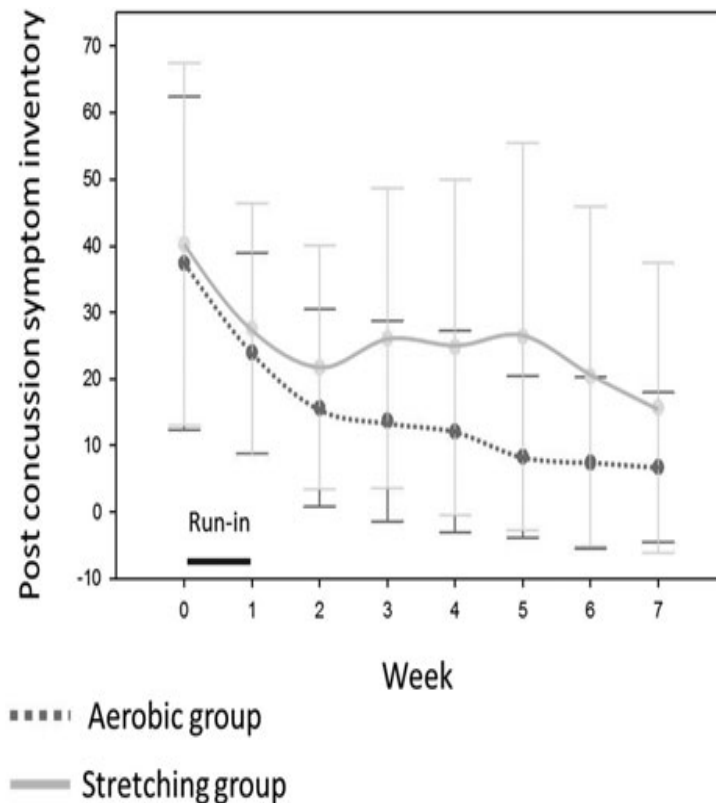 Post concussion symptom inventory
70
60
50
40
30
20
10
0
-10
Run-in
0 1 2 3 4 5 6 7
Week
Aerobic group
Stretching group